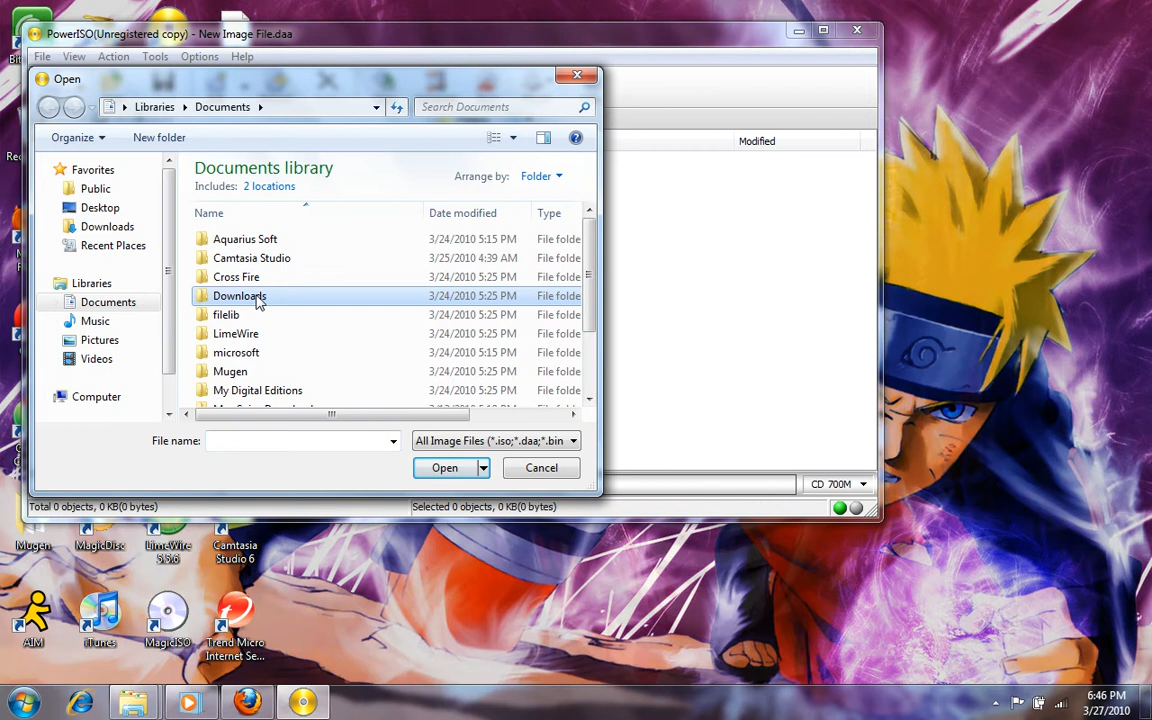 PowerISO(Unregistered copy) - New Image File.daa
File View Action Tools Options Help
Open
Libraries Documents
Search Documents
Organize New folder
Favorites
Public
Desktop
Downloads
Recent Places
Libraries
Documents
Music
Pictures
Videos
Computer
Documents library
Includes: 2 locations
Arrange by: Folder
Name Date modified Type
Aquarius Soft 3/24/2010 5:15 PM File folde
Camtasia Studio 3/25/2010 4:39 AM File folde
Cross Fire 3/24/2010 5:25 PM File folde
Downloads 3/24/2010 5:25 PM File folde
filelib 3/24/2010 5:25 PM File folde
LimeWire 3/24/2010 5:25 PM File folde
microsoft 3/24/2010 5:15 PM File folde
Mugen 3/24/2010 5:25 PM File folde
My Digital Editions 3/24/2010 5:25 PM File folde
File name: All Image Files (*.iso;*.daa;*.bin
Open Cancel
Modified
CD 700M
Total 0 objects, 0 KB(0 bytes) Selected 0 objects, 0 KB(0 bytes)
Mugen MagicDisc LimeWire 5.5.6 Camtasia Studio 6
AIM iTunes MagicISO Trend Micro Internet Se...
6:46 PM
3/27/2010